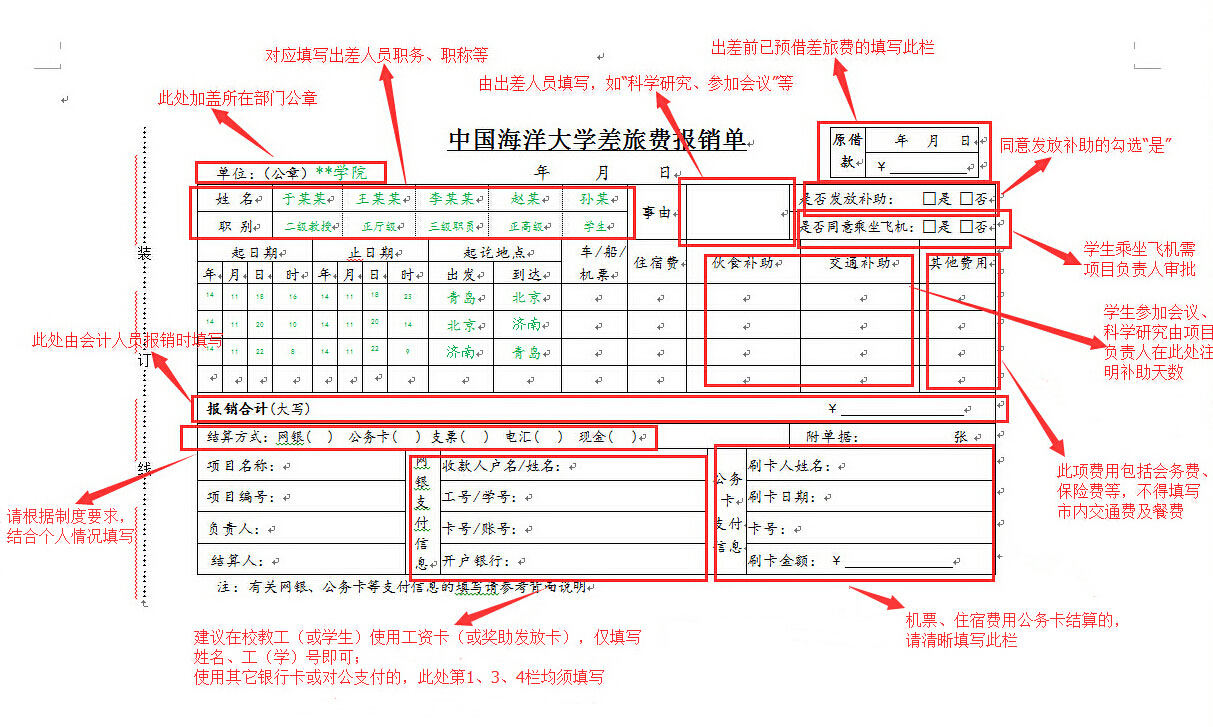 对应填写出差人员职务、职称等
出差前已预借差旅费的填写此栏
由出差人员填写，如“科学研究、参加会议”等
此处加盖所在部门公章
中国海洋大学差旅费报销单
原借款 年 月 日
¥
同意发放补助的勾选“是”
单位：(公章) **学院 年 月 日
姓 名 于某某 王某某 李某某 赵某 孙某
职 别 二级教授 正厅级 三级职员 正高级 学生
事由
是否发放补助：□是 □否
是否同意乘坐飞机：□是 □否
学生乘坐飞机需
项目负责人审批
起日期 止日期 起讫地点 车/船/机票 住宿费 伙食补助 交通补助 其他费用
年 月 日 时 年 月 日 时 出发 到达
14 11 18 16 14 11 18 23 青岛 北京
14 11 20 10 14 11 20 14 北京 济南
14 11 22 8 14 11 22 9 济南 青岛
学生参加会议、
科学研究由项目
负责人在此处注
明补助天数
此处由会计人员报销时填写
装
订
线
报销合计(大写) ¥
结算方式：网银( ) 公务卡( ) 支票( ) 电汇( ) 现金( ) 附单据： 张
项目名称：
项目编号：
负责人：
结算人：
网银支付信息
收款人户名/姓名：
工号/学号：
卡号/账号：
开户银行：
公务卡支付信息
刷卡人姓名：
刷卡日期：
卡号：
刷卡金额： ¥
此项费用包括会务费、
保险费等，不得填写
市内交通费及餐费
请根据制度要求，
结合个人情况填写
注：有关网银、公务卡等支付信息的填写请参考背面说明
机票、住宿费用公务卡结算的，
请清晰填写此栏
建议在校教工（或学生）使用工资卡（或奖助发放卡），仅填写
姓名、工（学）号即可；
使用其它银行卡或对公支付的，此处第1、3、4栏均须填写